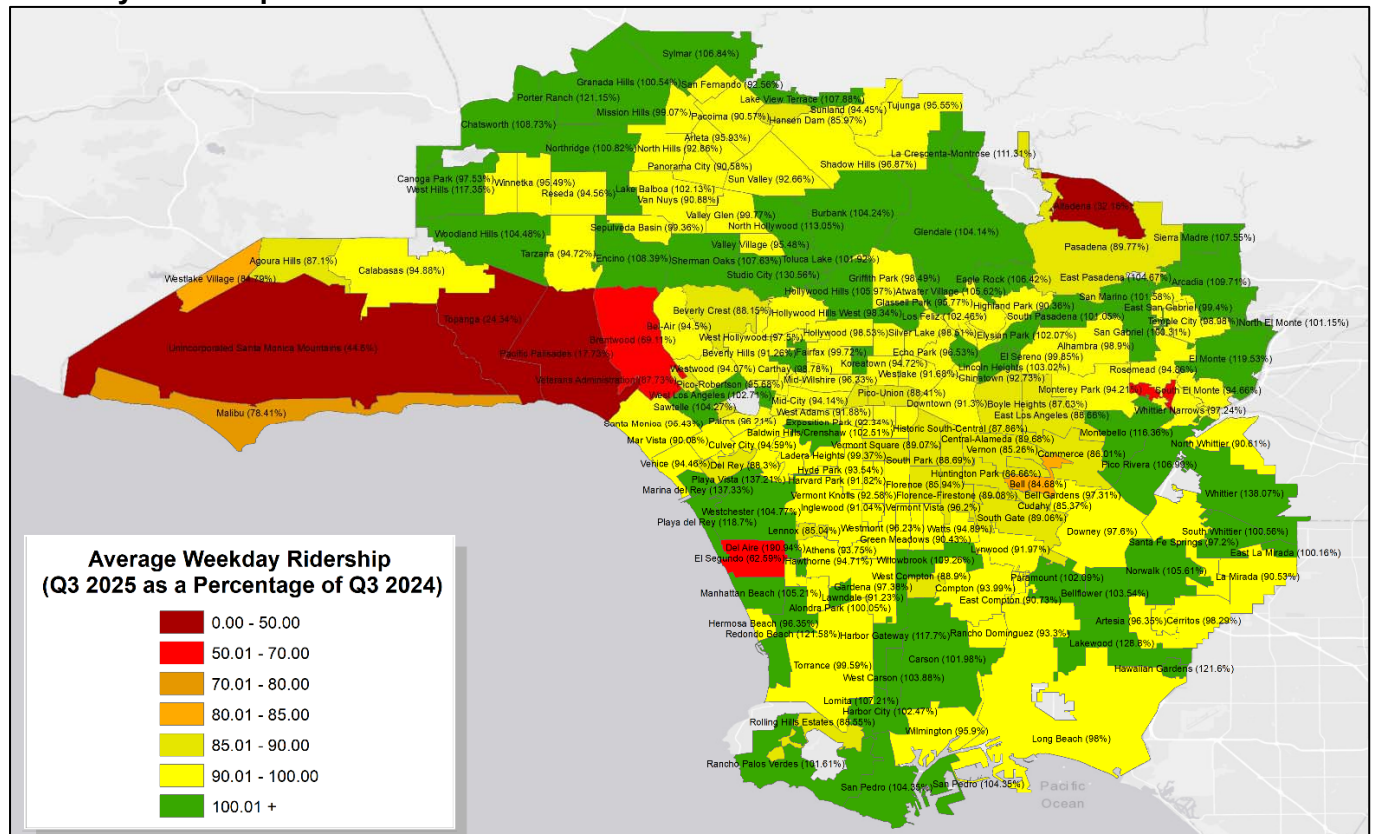 Sylmar (106.84%)
Granada Hills (100.54%)
San Fernando (92.56%)
Porter Ranch (121.15%)
Lake View Terrace (107.88%)
Mission Hills (99.07%)
Pacoima (90.57%)
Sunland (94.45%)
Tujunga (95.55%)
Hansen Dam (85.97%)
Chatsworth (108.73%)
Arleta (95.93%)
Northridge (100.82%)
North Hills (92.86%)
La Crescenta-Montrose (111.31%)
Panorama City (90.58%)
Shadow Hills (96.87%)
Canoga Park (97.53%)
Sun Valley (92.66%)
West Hills (117.35%)
Winnetka (95.49%)
Reseda (94.56%)
Lake Balboa (102.13%)
Van Nuys (90.88%)
Altadena (32.16%)
Valley Glen (99.77%)
Burbank (104.24%)
North Hollywood (113.05%)
Sepulveda Basin (99.36%)
Woodland Hills (104.48%)
Glendale (104.14%)
Sierra Madre (107.55%)
Valley Village (95.48%)
Pasadena (89.77%)
Tarzana (94.72%)
Encino (108.39%)
Sherman Oaks (107.63%)
Toluca Lake (101.92%)
Agoura Hills (87.1%)
Calabasas (94.88%)
Westlake Village (
Studio City (130.56%)
Griffith Park (98.49%)
Eagle Rock (106.42%)
East Pasadena (104.67%)
Arcadia (109.71%)
Hollywood Hills (105.97%)
Atwater Village (105.62%)
San Marino (101.58%)
Glassell Park (95.77%)
Highland Park (90.36%)
East San Gabriel (99.4%)
Beverly Crest (88.15%)
Hollywood Hills West (98.34%)
Los Feliz (102.46%)
South Pasadena (101.05%)
Temple City (98.98%)
North El Monte (101.15%)
Topanga (24.54%)
Bel-Air (94.5%)
Hollywood (98.53%)
Silver Lake (98.61%)
Elysian Park (102.07%)
San Gabriel (
Brentwood (69.11%)
West Hollywood (97.5%)
Unincorporated Santa Monica Mountains (44.6%)
Alhambra (98.9%)
Pacific Palisades (17.73%)
Beverly Hills (91.26%)
Fairfax (99.72%)
Echo Park (96.53%)
El Sereno (99.85%)
El Monte (119.53%)
Koreatown (94.72%)
Westwood (94.07%)
Carthay (98.78%)
Lincoln Heights (103.02%)
Rosemead (94.86%)
Veterans Administration (67.73%)
Pico-Robertson (95.68%)
Mid-Wilshire (96.33%)
Westlake (91.68%)
Chinatown (92.73%)
Monterey Park (94.21%)
South El Monte (94.66%)
West Los Angeles (102.71%)
Pico-Union (88.41%)
Malibu (78.41%)
Sawtelle (104.27%)
Mid-City (94.14%)
Downtown (91.3%)
Boyle Heights (87.63%)
Whittier Narrows (97.24%)
West Adams (91.88%)
East Los Angeles (88.68%)
Santa Monica (96.43%)
Palms (96.21%)
Exposition Park (92.34%)
Historic South-Central (87.86%)
Montebello (116.36%)
Baldwin Hills/Crenshaw (102.51%)
Mar Vista (90.08%)
Culver City (94.59%)
Vermont Square (89.07%)
Central-Alameda (89.68%)
North Whittier (90.61%)
Vernon (85.26%)
Commerce (86.01%)
Ladera Heights (99.37%)
Venice (94.46%)
Del Rey (88.3%)
South Park (88.69%)
Pico Rivera (106.99%)
Hyde Park (93.54%)
Huntington Park (86.66%)
Playa Vista (137.21%)
Harvard Park (91.82%)
Florence (85.94%)
Bell (84.68%)
Marina del Rey (137.33%)
Vermont Knolls (92.58%)
Florence-Firestone (89.08%)
Bell Gardens (97.31%)
Whittier (138.07%)
Westchester (104.77%)
Inglewood (91.04%)
Vermont Vista (96.2%)
Cudahy (85.37%)
Playa del Rey (118.7%)
South Gate (89.06%)
Lennox (85.04%)
Westmont (96.23%)
Watts (94.89%)
Downey (97.6%)
South Whittier (100.56%)
Green Meadows (90.43%)
Santa Fe Springs (97.2%)
Del Aire (190.94%)
Athens (93.75%)
Lynwood (91.97%)
East La Mirada (100.16%)
El Segundo (62.59%)
Hawthorne (94.71%)
Willowbrook (109.26%)
Norwalk (105.61%)
West Compton (88.9%)
Paramount (102.99%)
La Mirada (90.53%)
Gardena (97.38%)
Compton (93.99%)
Manhattan Beach (105.21%)
Lawndale (91.23%)
Bellflower (103.54%)
East Compton (90.73%)
Alondra Park (100.05%)
Hermosa Beach (96.35%)
Artesia (96.35%)
Cerritos (98.29%)
Redondo Beach (121.58%)
Harbor Gateway (117.7%)
Rancho Dominguez (93.3%)
Lakewood (128.8%)
Torrance (99.59%)
Carson (101.98%)
Hawaiian Gardens (121.6%)
West Carson (103.88%)
Lomita (107.21%)
Harbor City (102.47%)
Rolling Hills Estates (
Wilmington (95.9%)
Long Beach (98%)
Rancho Palos Verdes (101.61%)
San Pedro (104.35%)
San Pedro (104.35%)
Pacific
Ocean
Average Weekday Ridership
(Q3 2025 as a Percentage of Q3 2024)
0.00 - 50.00
50.01 - 70.00
70.01 - 80.00
80.01 - 85.00
85.01 - 90.00
90.01 - 100.00
100.01 +